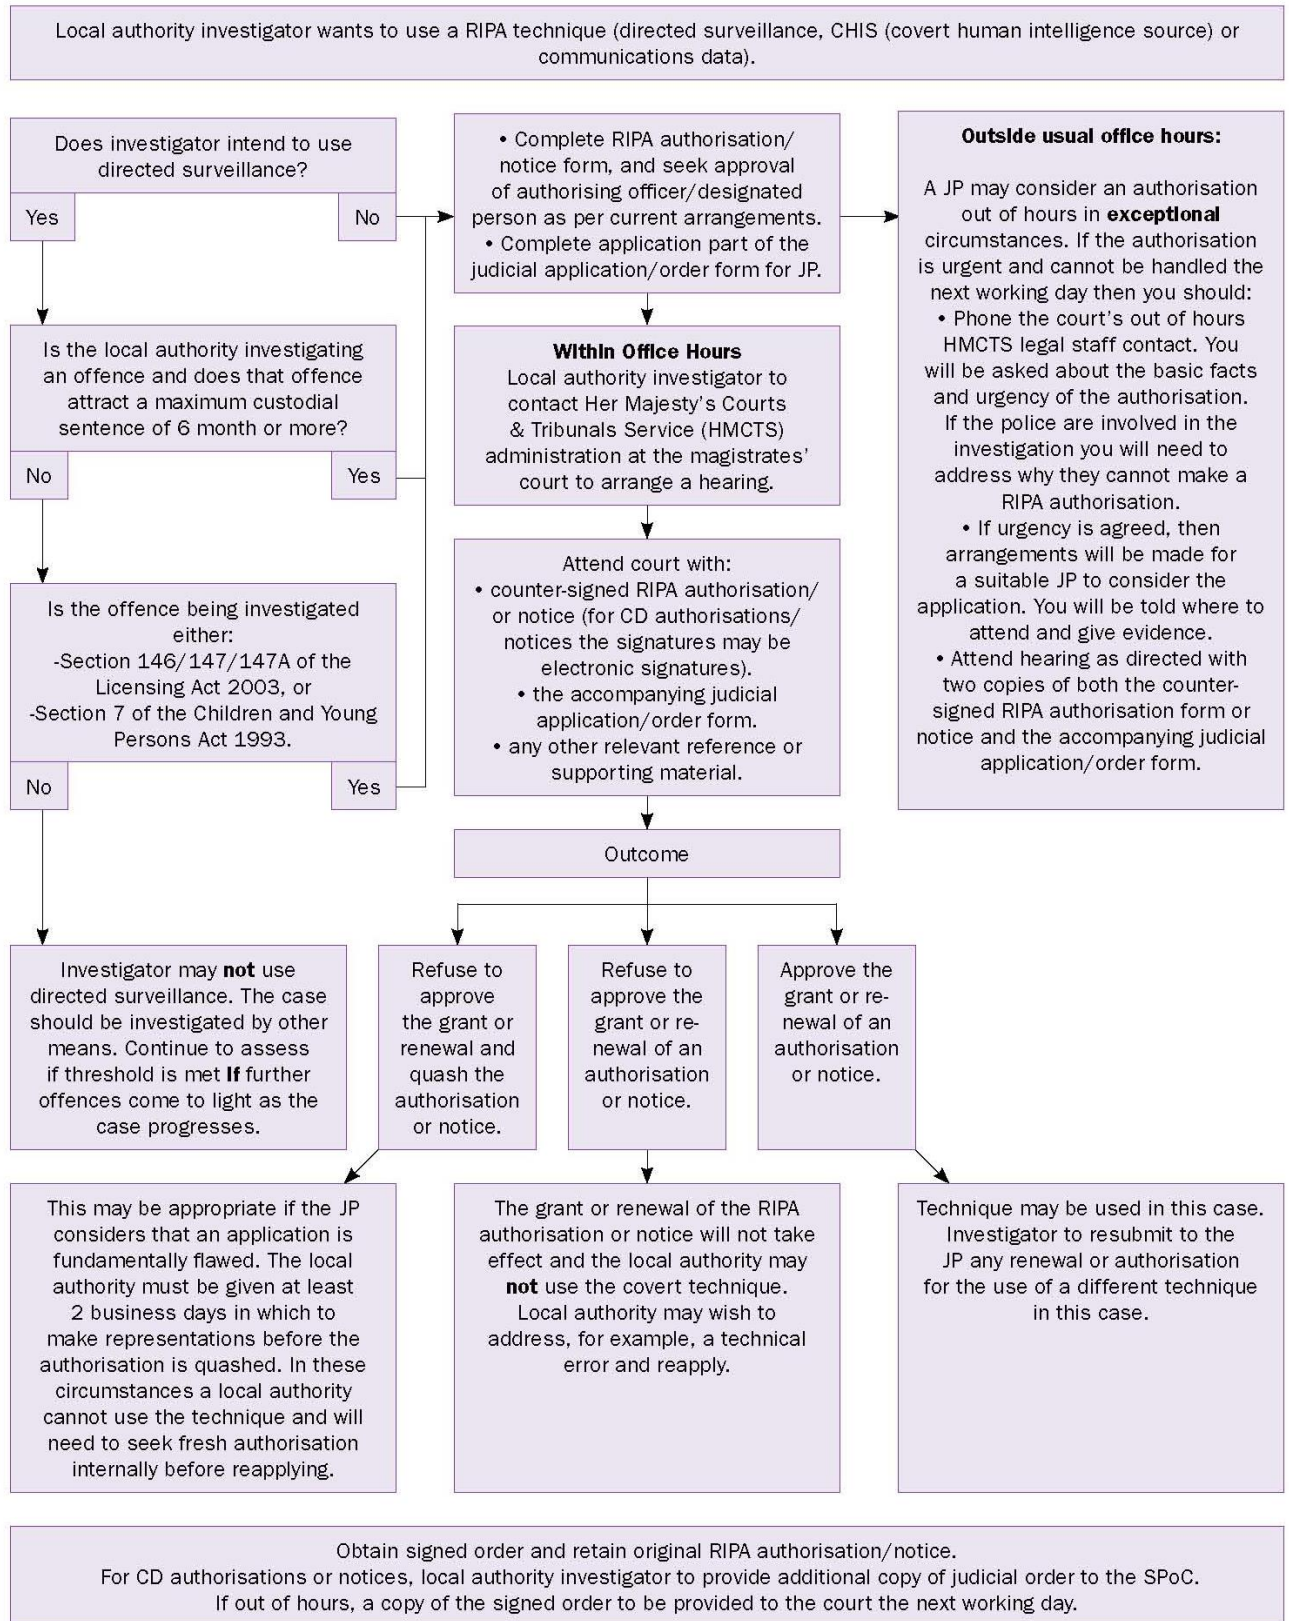 Local authority investigator wants to use a RIPA technique (directed surveillance, CHIS (covert human intelligence source) or
communications data).
Does investigator intend to use
directed surveillance?
Yes
No
Is the local authority investigating
an offence and does that offence
attract a maximum custodial
sentence of 6 month or more?
No
Yes
Is the offence being investigated
either:
-Section 146/147/147A of the
Licensing Act 2003, or
-Section 7 of the Children and Young
Persons Act 1993.
No
Yes
Investigator may not use
directed surveillance. The case
should be investigated by other
means. Continue to assess
if threshold is met If further
offences come to light as the
case progresses.
• Complete RIPA authorisation/
notice form, and seek approval
of authorising officer/designated
person as per current arrangements.
• Complete application part of the
judicial application/order form for JP.
Within Office Hours
Local authority investigator to
contact Her Majesty's Courts
& Tribunals Service (HMCTS)
administration at the magistrates'
court to arrange a hearing.
Attend court with:
• counter-signed RIPA authorisation/
or notice (for CD authorisations/
notices the signatures may be
electronic signatures).
• the accompanying judicial
application/order form.
• any other relevant reference or
supporting material.
Outside usual office hours:
A JP may consider an authorisation
out of hours in exceptional
circumstances. If the authorisation
is urgent and cannot be handled the
next working day then you should:
• Phone the court's out of hours
HMCTS legal staff contact. You
will be asked about the basic facts
and urgency of the authorisation.
If the police are involved in the
investigation you will need to
address why they cannot make a
RIPA authorisation.
• If urgency is agreed, then
arrangements will be made for
a suitable JP to consider the
application. You will be told where to
attend and give evidence.
• Attend hearing as directed with
two copies of both the counter-
signed RIPA authorisation form or
notice and the accompanying judicial
application/order form.
Outcome
Refuse to
approve
the grant or
renewal and
quash the
authorisation
or notice.
Refuse to
approve the
grant or re-
newal of an
authorisation
or notice.
Approve the
grant or re-
newal of an
authorisation
or notice.
This may be appropriate if the JP
considers that an application is
fundamentally flawed. The local
authority must be given at least
2 business days in which to
make representations before the
authorisation is quashed. In these
circumstances a local authority
cannot use the technique and will
need to seek fresh authorisation
internally before reapplying.
The grant or renewal of the RIPA
authorisation or notice will not take
effect and the local authority may
not use the covert technique.
Local authority may wish to
address, for example, a technical
error and reapply.
Technique may be used in this case.
Investigator to resubmit to the
JP any renewal or authorisation
for the use of a different technique
in this case.
Obtain signed order and retain original RIPA authorisation/notice.
For CD authorisations or notices, local authority investigator to provide additional copy of judicial order to the SPoC.
If out of hours, a copy of the signed order to be provided to the court the next working day.